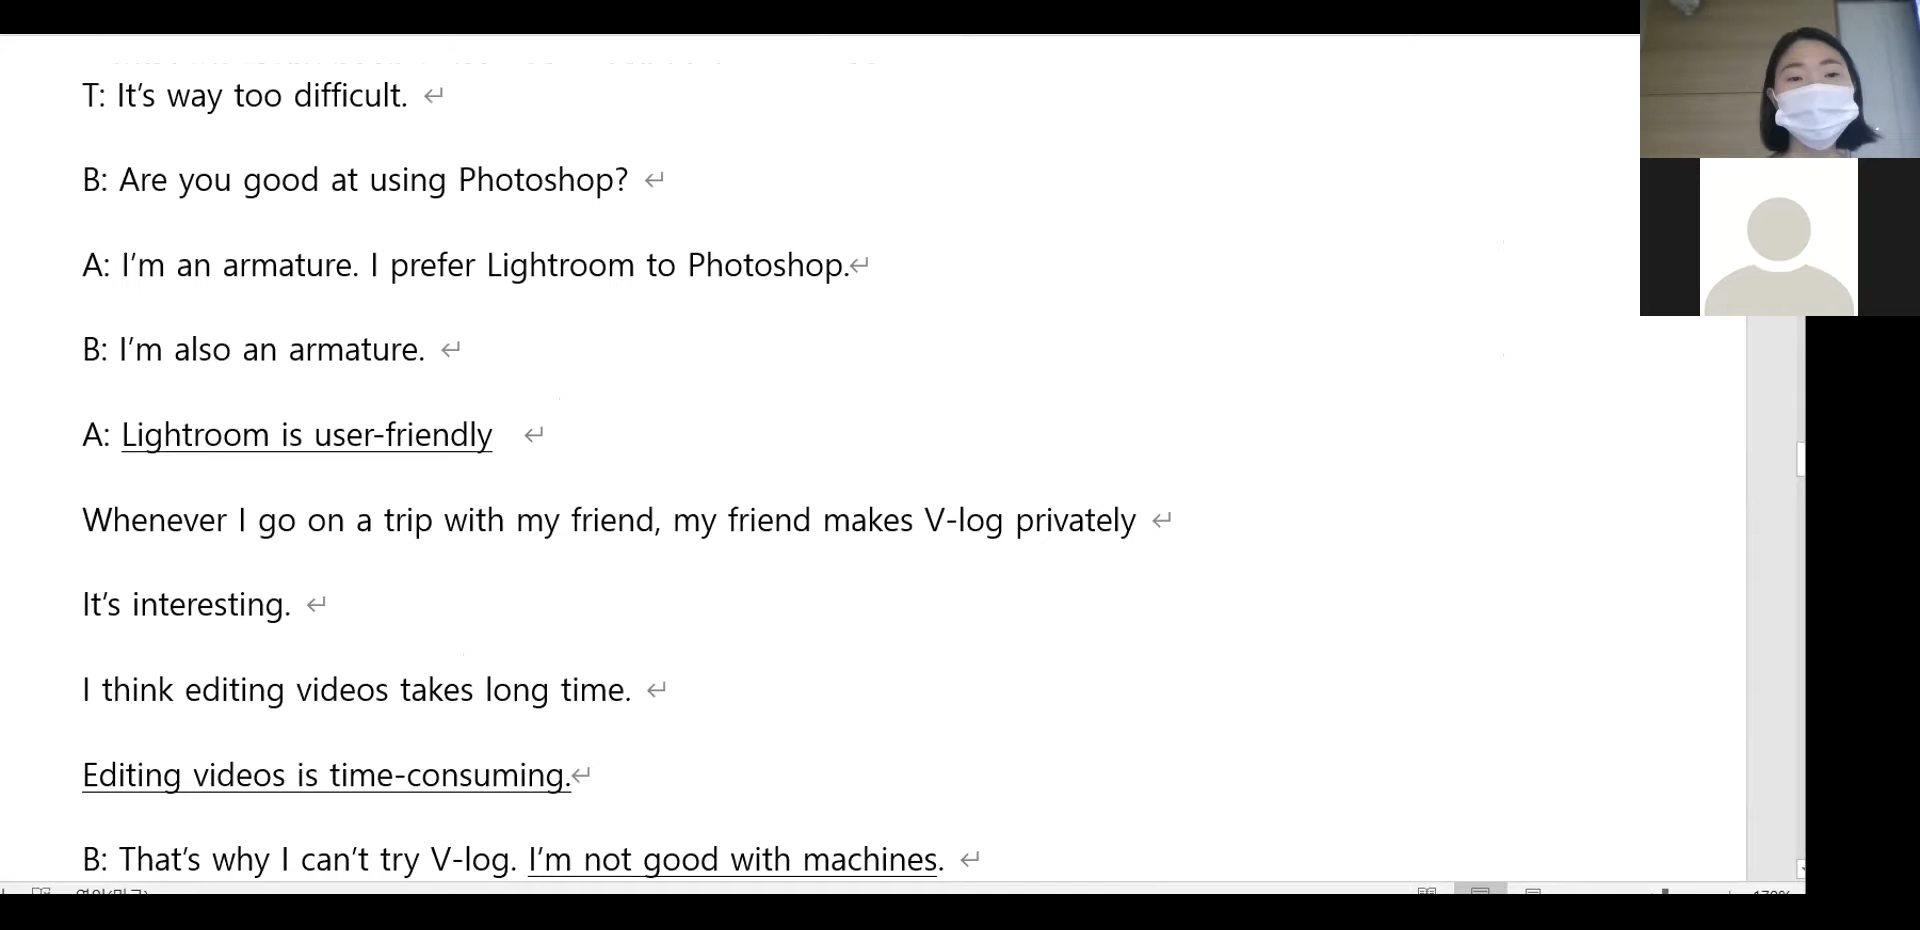 T: It's way too difficult.
B: Are you good at using Photoshop?
A: I'm an armature. I prefer Lightroom to Photoshop.
B: I'm also an armature.
A: Lightroom is user-friendly
Whenever I go on a trip with my friend, my friend makes V-log privately
It's interesting.
I think editing videos takes long time.
Editing videos is time-consuming.
B: That's why I can't try V-log. I'm not good with machines.